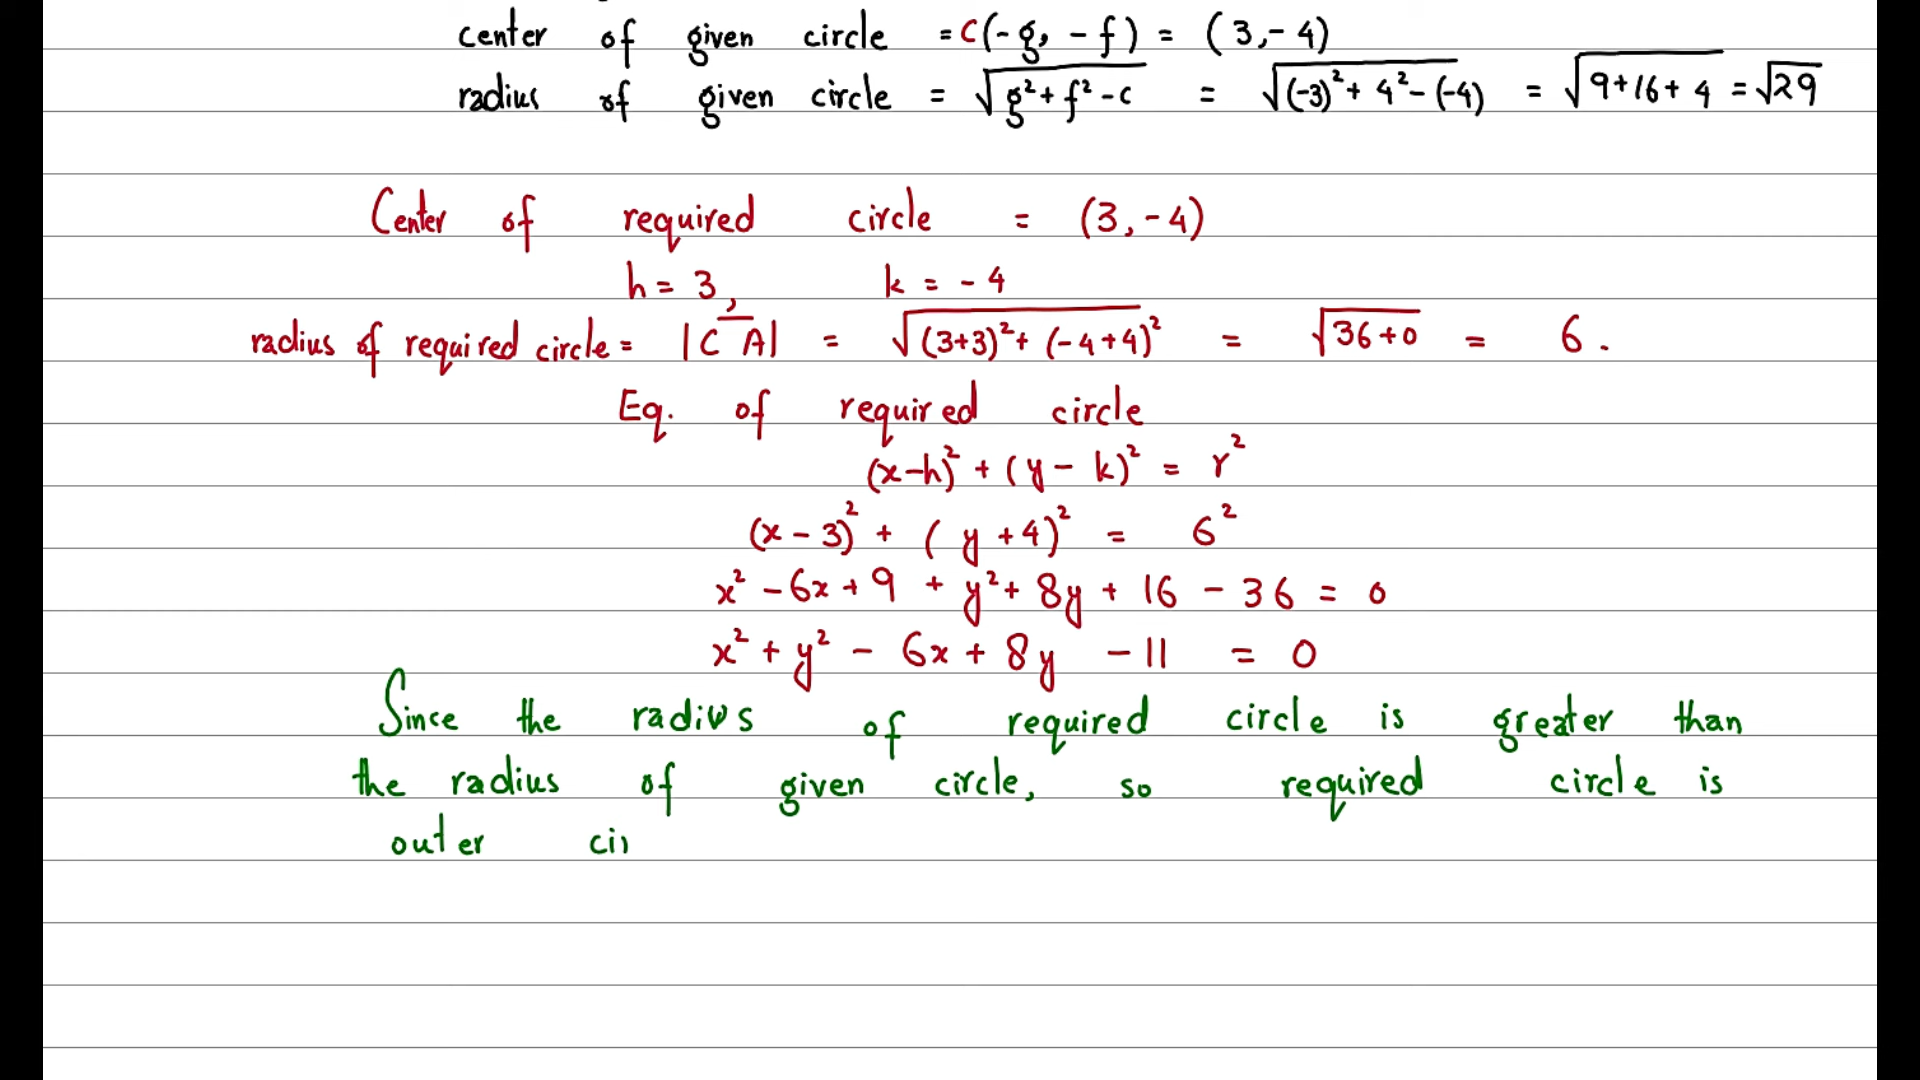 center of given circle = C(-g, -f) = (3,-4)
radius of given circle = √(g²+f²-c) = √((-3)²+4²-(-4)) = √(9+16+4) = √29
Center of required circle = (3,-4)
h = 3, k = -4
radius of required circle = |C̅A̅| = √((3+3)²+(-4+4)²) = √(36+0) = 6.
Eq. of required circle
(x-h)² + (y-k)² = r²
(x-3)² + (y+4)² = 6²
x² - 6x + 9 + y² + 8y + 16 - 36 = 0
x² + y² - 6x + 8y - 11 = 0
Since the radius of required circle is greater than
the radius of given circle, so required circle is
outer ci